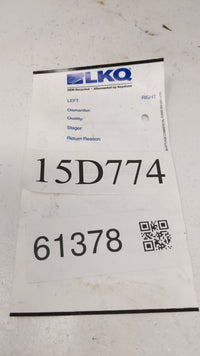 LKQ
OEM Recycled • Aftermarket by Keystone
LEFT RIGHT
Dismantler:
Quality:
Stager:
Return Reason:
15D774
61378